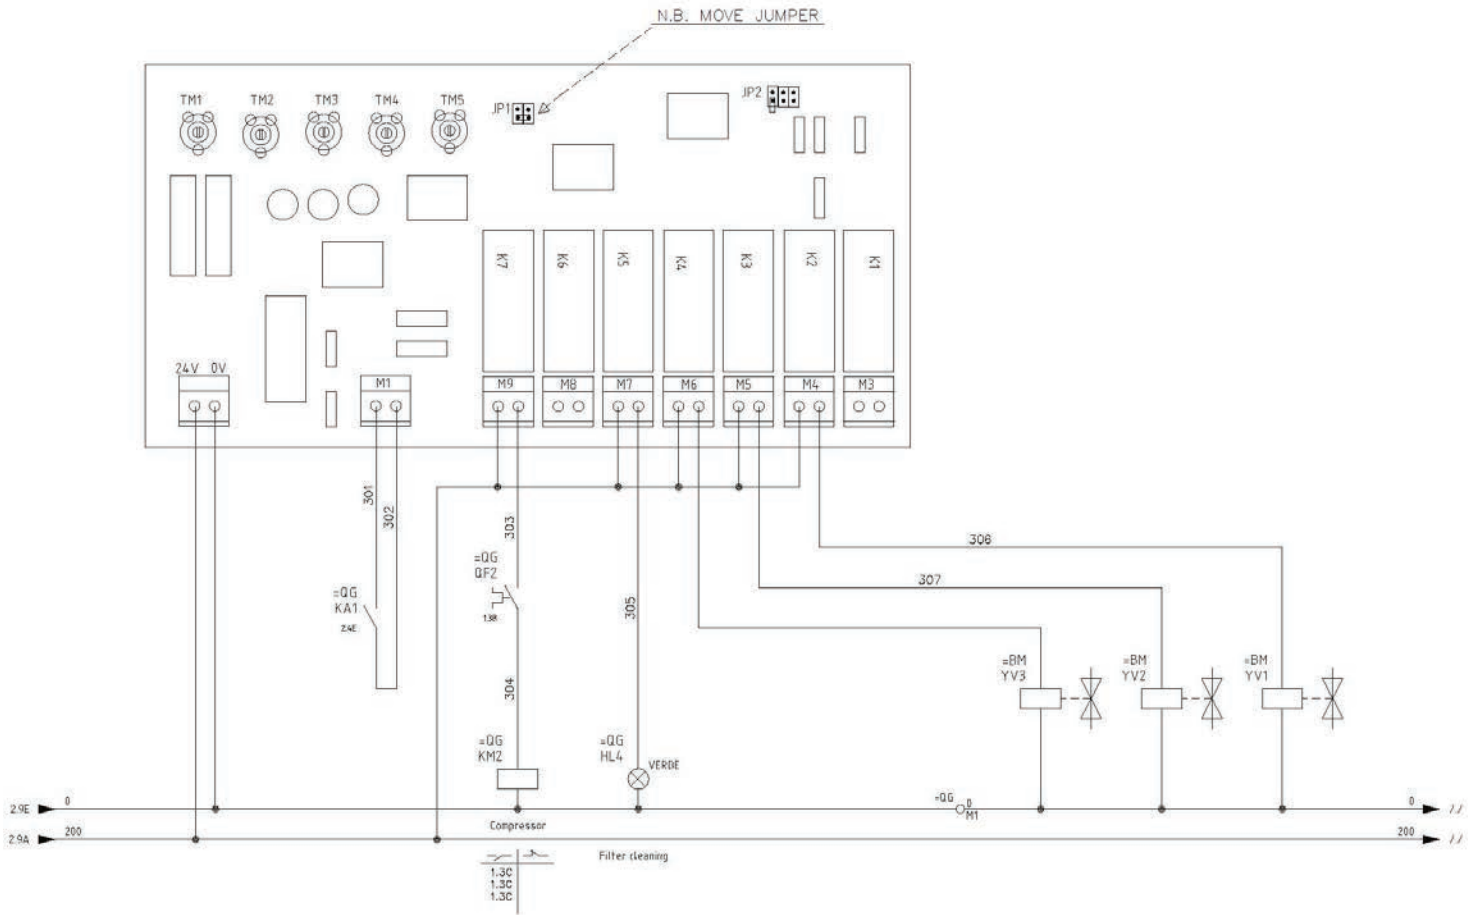 N.B. MOVE JUMPER
TM1 TM2 TM3 TM4 TM5
JP1
JP2
K7 K6 K5 K4 K3 K2 K1
24V 0V
M1
M9 M8 M7 M6 M5 M4 M3
301
302
303
306
307
=QG
QF2
13B
=QG
KA1
2.4E
305
304
=BM
YV3
=BM
YV2
=BM
YV1
=QG
KM2
=QG
HL4
VERDE
2.9E 0
=QG
0
M1
0 /./
2.9A 200
200 /./
Compressor
Filter cleaning
1.3C
1.3C
1.3C